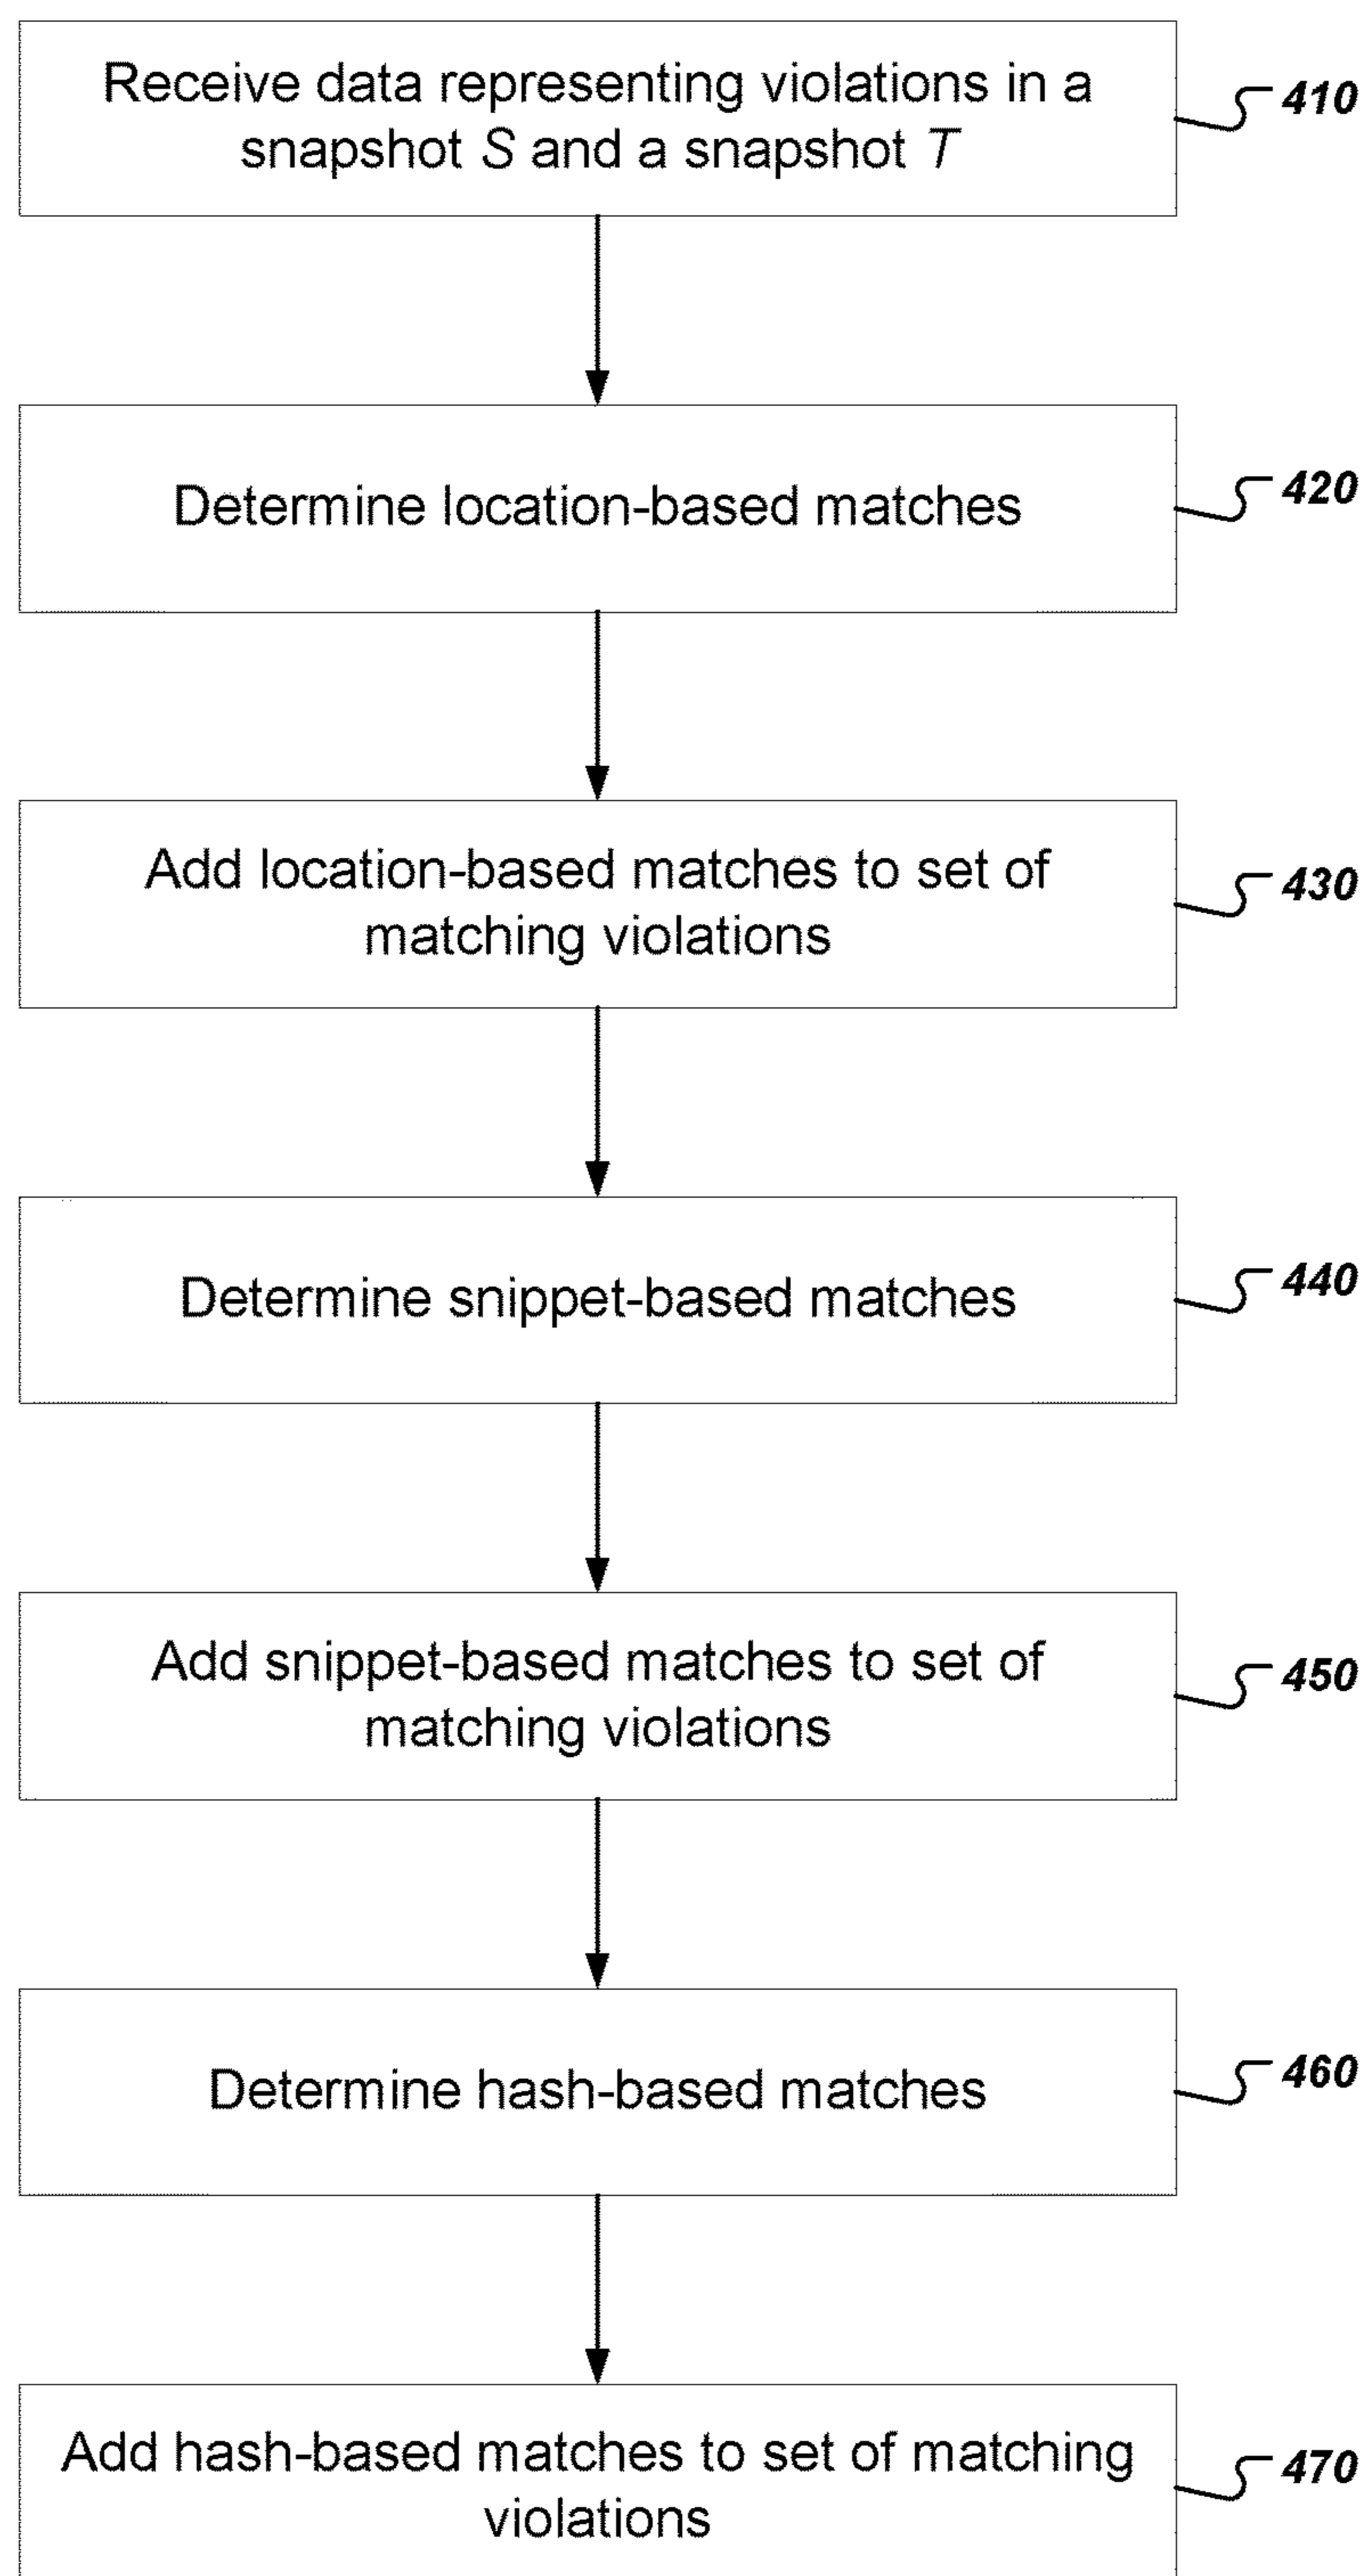 Receive data representing violations in a
snapshot S and a snapshot T
410
Determine location-based matches
420
Add location-based matches to set of
matching violations
430
Determine snippet-based matches
440
Add snippet-based matches to set of
matching violations
450
Determine hash-based matches
460
Add hash-based matches to set of matching
violations
470